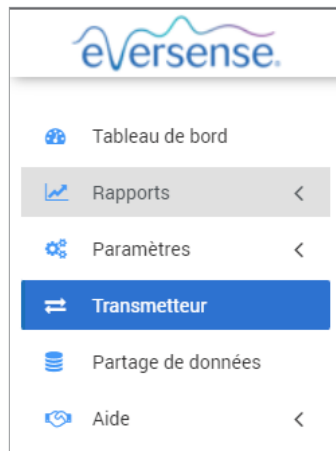 eversense.
Tableau de bord
Rapports
Paramètres
Transmetteur
Partage de données
Aide